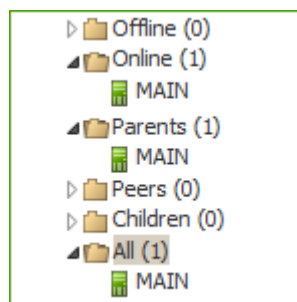 Offline (0)
Online (1)
MAIN
Parents (1)
MAIN
Peers (0)
Children (0)
All (1)
MAIN